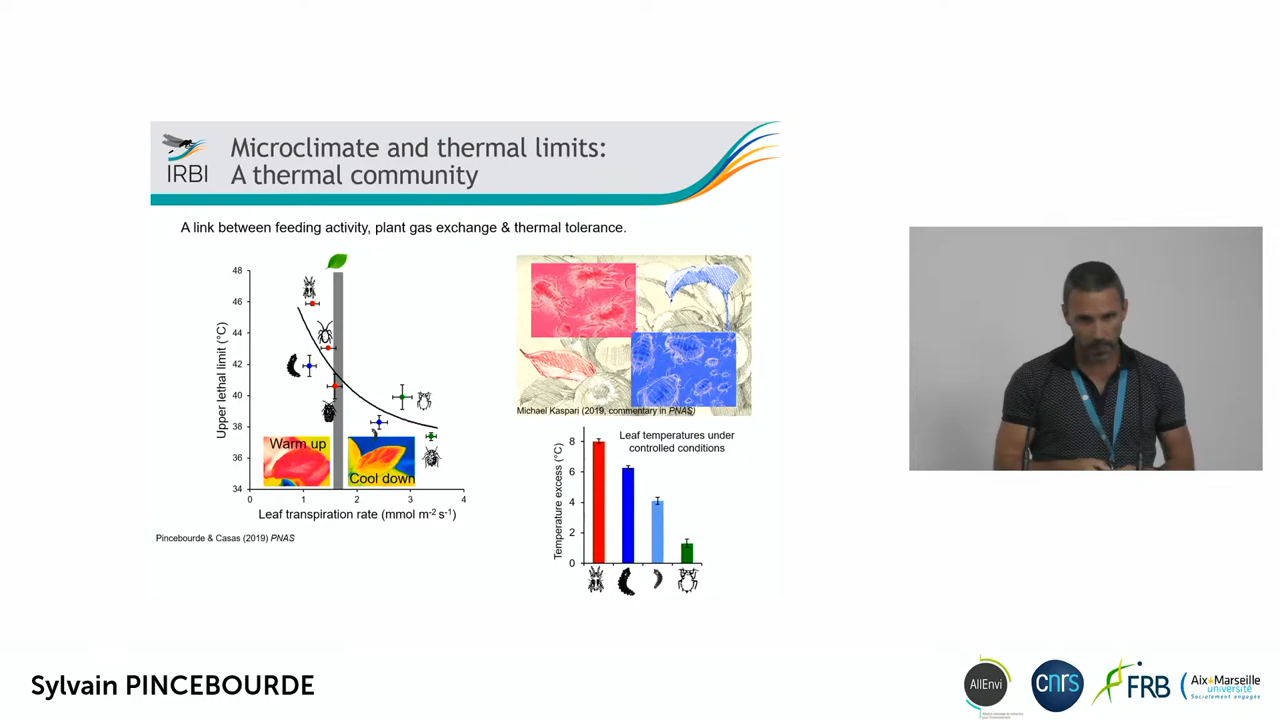 IRBI
Microclimate and thermal limits:
A thermal community
A link between feeding activity, plant gas exchange & thermal tolerance.
Upper lethal limit (°C)
48
46
44
42
40
38
36
34
Warm up
Cool down
0
1
2
3
4
Leaf transpiration rate (mmol m-2 s-1)
Pincebourde & Casas (2019) PNAS
Michael Kaspari (2019, commentary in PNAS)
Leaf temperatures under
controlled conditions
Temperature excess (°C)
8
6
4
2
0
Sylvain PINCEBOURDE
AllEnvi
cnrs
FRB
Aix+Marseille
université
Socialement engagée